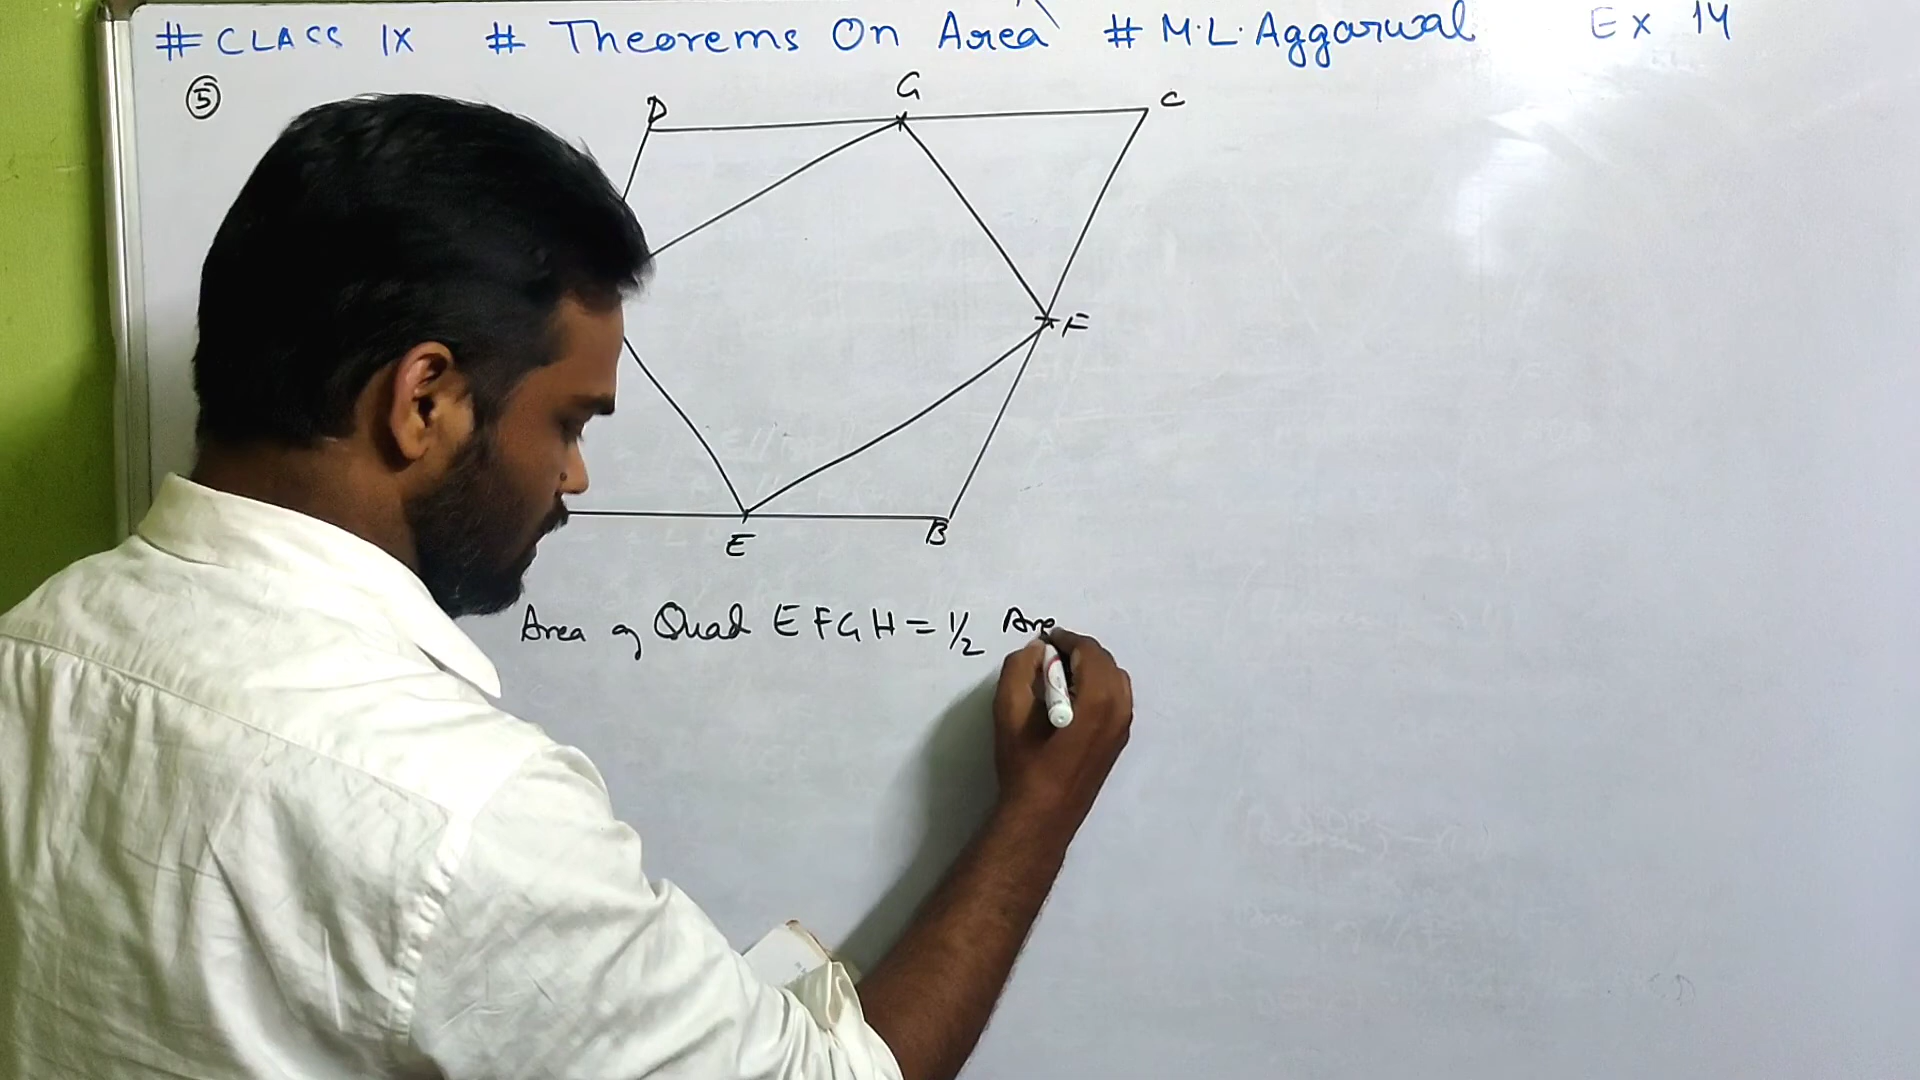 # CLASS IX # Theorems On Area # M.L. Aggarwal Ex 14
5
D G C
F
E B
Area of Quad EFGH = 1/2 Are